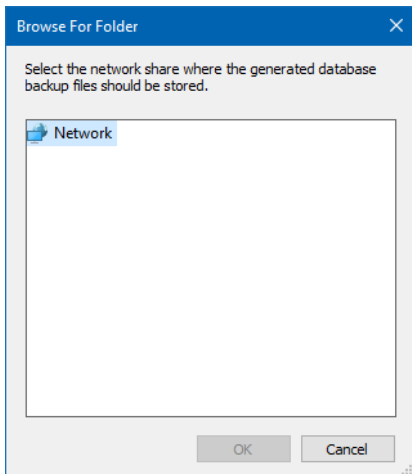 Browse For Folder
Select the network share where the generated database
backup files should be stored.
Network
OK
Cancel